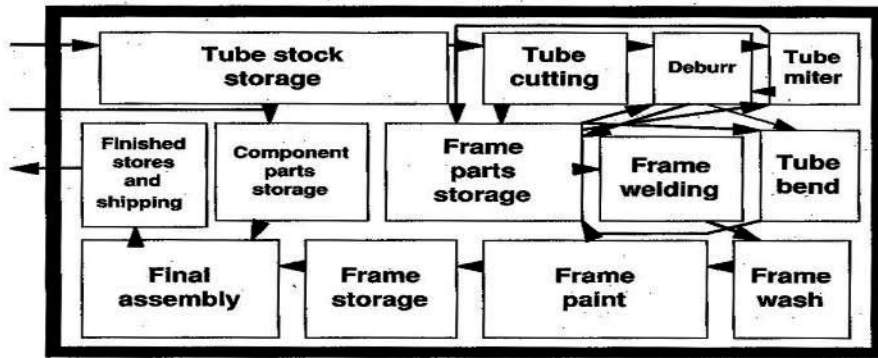 Tube stock
storage
Tube
cutting
Deburr
Tube
miter
Finished
stores
and
shipping
Component
parts
storage
Frame
parts
storage
Frame
welding
Tube
bend
Final
assembly
Frame
storage
Frame
paint
Frame
wash